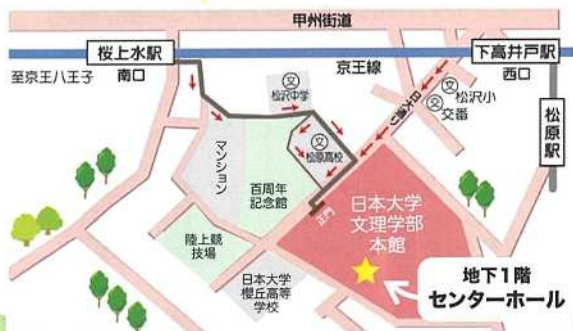 甲州街道
桜上水駅
下高井戸駅
至京王八王子
南口
京王線
西口
文
松沢中学
日大通り
文
松沢小
文
交番
松原駅
文
松原高校
マンション
百周年
記念館
正門
日本大学
文理学部
本館
陸上競
技場
日本大学
櫻丘高等
学校
地下1階
センターホール